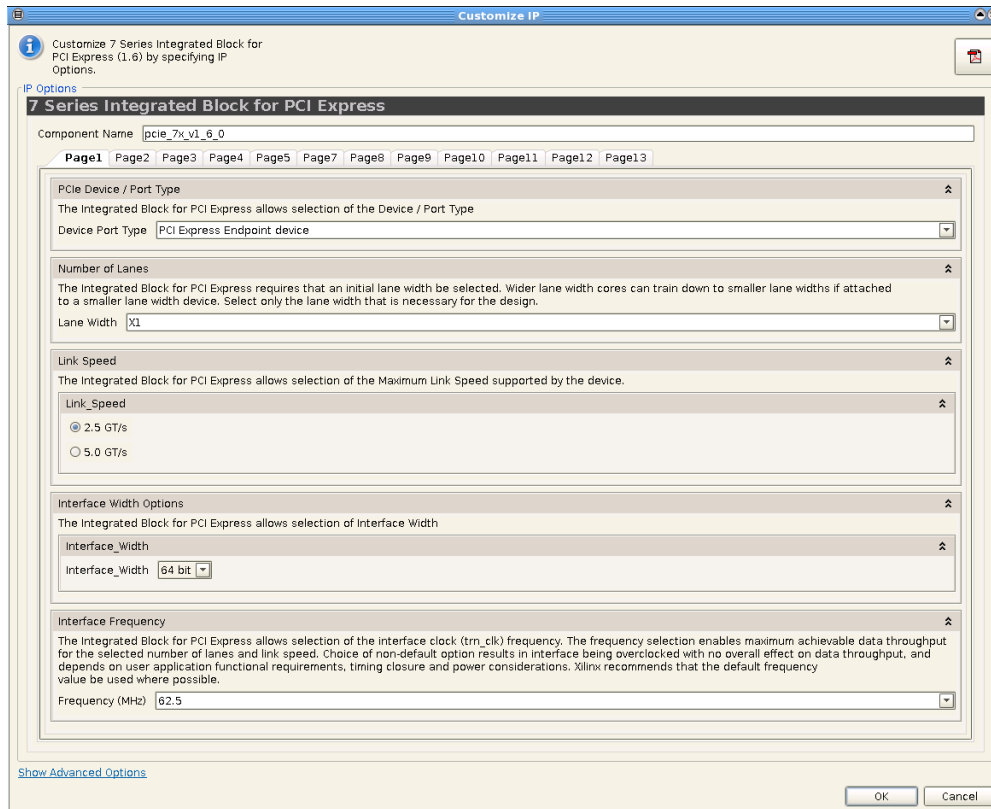 Customize IP
Customize 7 Series Integrated Block for
PCI Express (1.6) by specifying IP
Options.
IP Options
7 Series Integrated Block for PCI Express
Component Name pcie_7x_v1_6_0
Page1 Page2 Page3 Page4 Page5 Page7 Page8 Page9 Page10 Page11 Page12 Page13
PCIe Device / Port Type
The Integrated Block for PCI Express allows selection of the Device / Port Type
Device Port Type PCI Express Endpoint device
Number of Lanes
The Integrated Block for PCI Express requires that an initial lane width be selected. Wider lane width cores can train down to smaller lane widths if attached
to a smaller lane width device. Select only the lane width that is necessary for the design.
Lane Width X1
Link Speed
The Integrated Block for PCI Express allows selection of the Maximum Link Speed supported by the device.
Link_Speed
2.5 GT/s
5.0 GT/s
Interface Width Options
The Integrated Block for PCI Express allows selection of Interface Width
Interface_Width
Interface_Width 64 bit
Interface Frequency
The Integrated Block for PCI Express allows selection of the interface clock (trn_clk) frequency. The frequency selection enables maximum achievable data throughput
for the selected number of lanes and link speed. Choice of non-default option results in interface being overclocked with no overall effect on data throughput, and
depends on user application functional requirements, timing closure and power considerations. Xilinx recommends that the default frequency
value be used where possible.
Frequency (MHz) 62.5
Show Advanced Options
OK Cancel